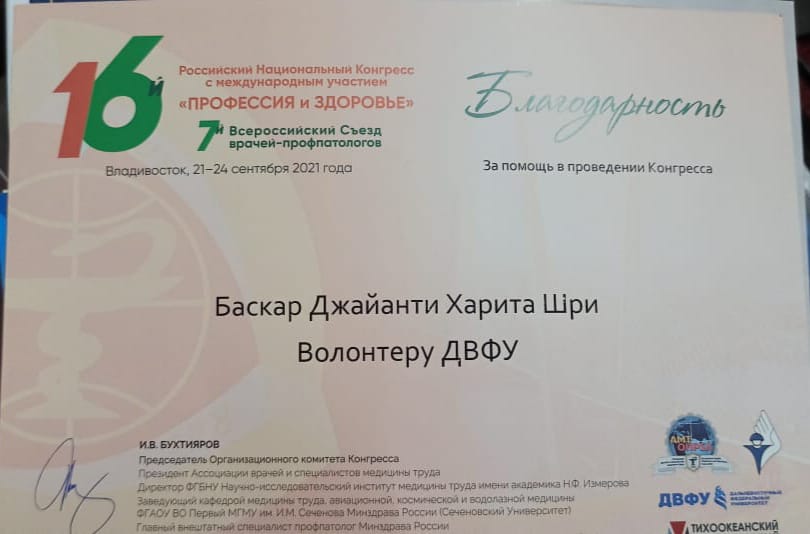 16й
Российский Национальный Конгресс
с международным участием
«ПРОФЕССИЯ и ЗДОРОВЬЕ»
7й Всероссийский Съезд
врачей-профпатологов
Владивосток, 21–24 сентября 2021 года
Благодарность
За помощь в проведении Конгресса
Баскар Джайанти Харита Шри
Волонтеру ДВФУ
И.В. БУХТИЯРОВ
Председатель Организационного комитета Конгресса
Президент Ассоциации врачей и специалистов медицины труда
Директор ФГБНУ Научно-исследовательский институт медицины труда имени академика Н.Ф. Измерова
Заведующий кафедрой медицины труда, авиационной, космической и водолазной медицины
ФГАОУ ВО Первый МГМУ им. И.М. Сеченова Минздрава России (Сеченовский Университет)
Главный внештатный специалист профпатолог Минздрава России
АМТ
ДВФУ
ДАЛЬНЕВОСТОЧНЫЙ
ФЕДЕРАЛЬНЫЙ
УНИВЕРСИТЕТ
ТИХООКЕАНСКИЙ